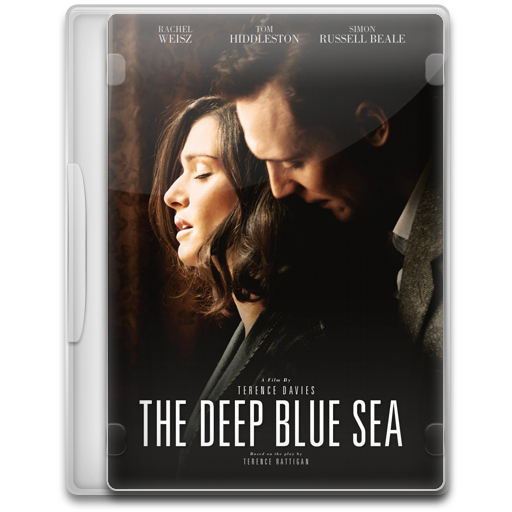 RACHEL WEISZ
TOM HIDDLESTON
SIMON RUSSELL BEALE
A Film By
TERENCE DAVIES
THE DEEP BLUE SEA
Based on the play by
TERENCE RATTIGAN